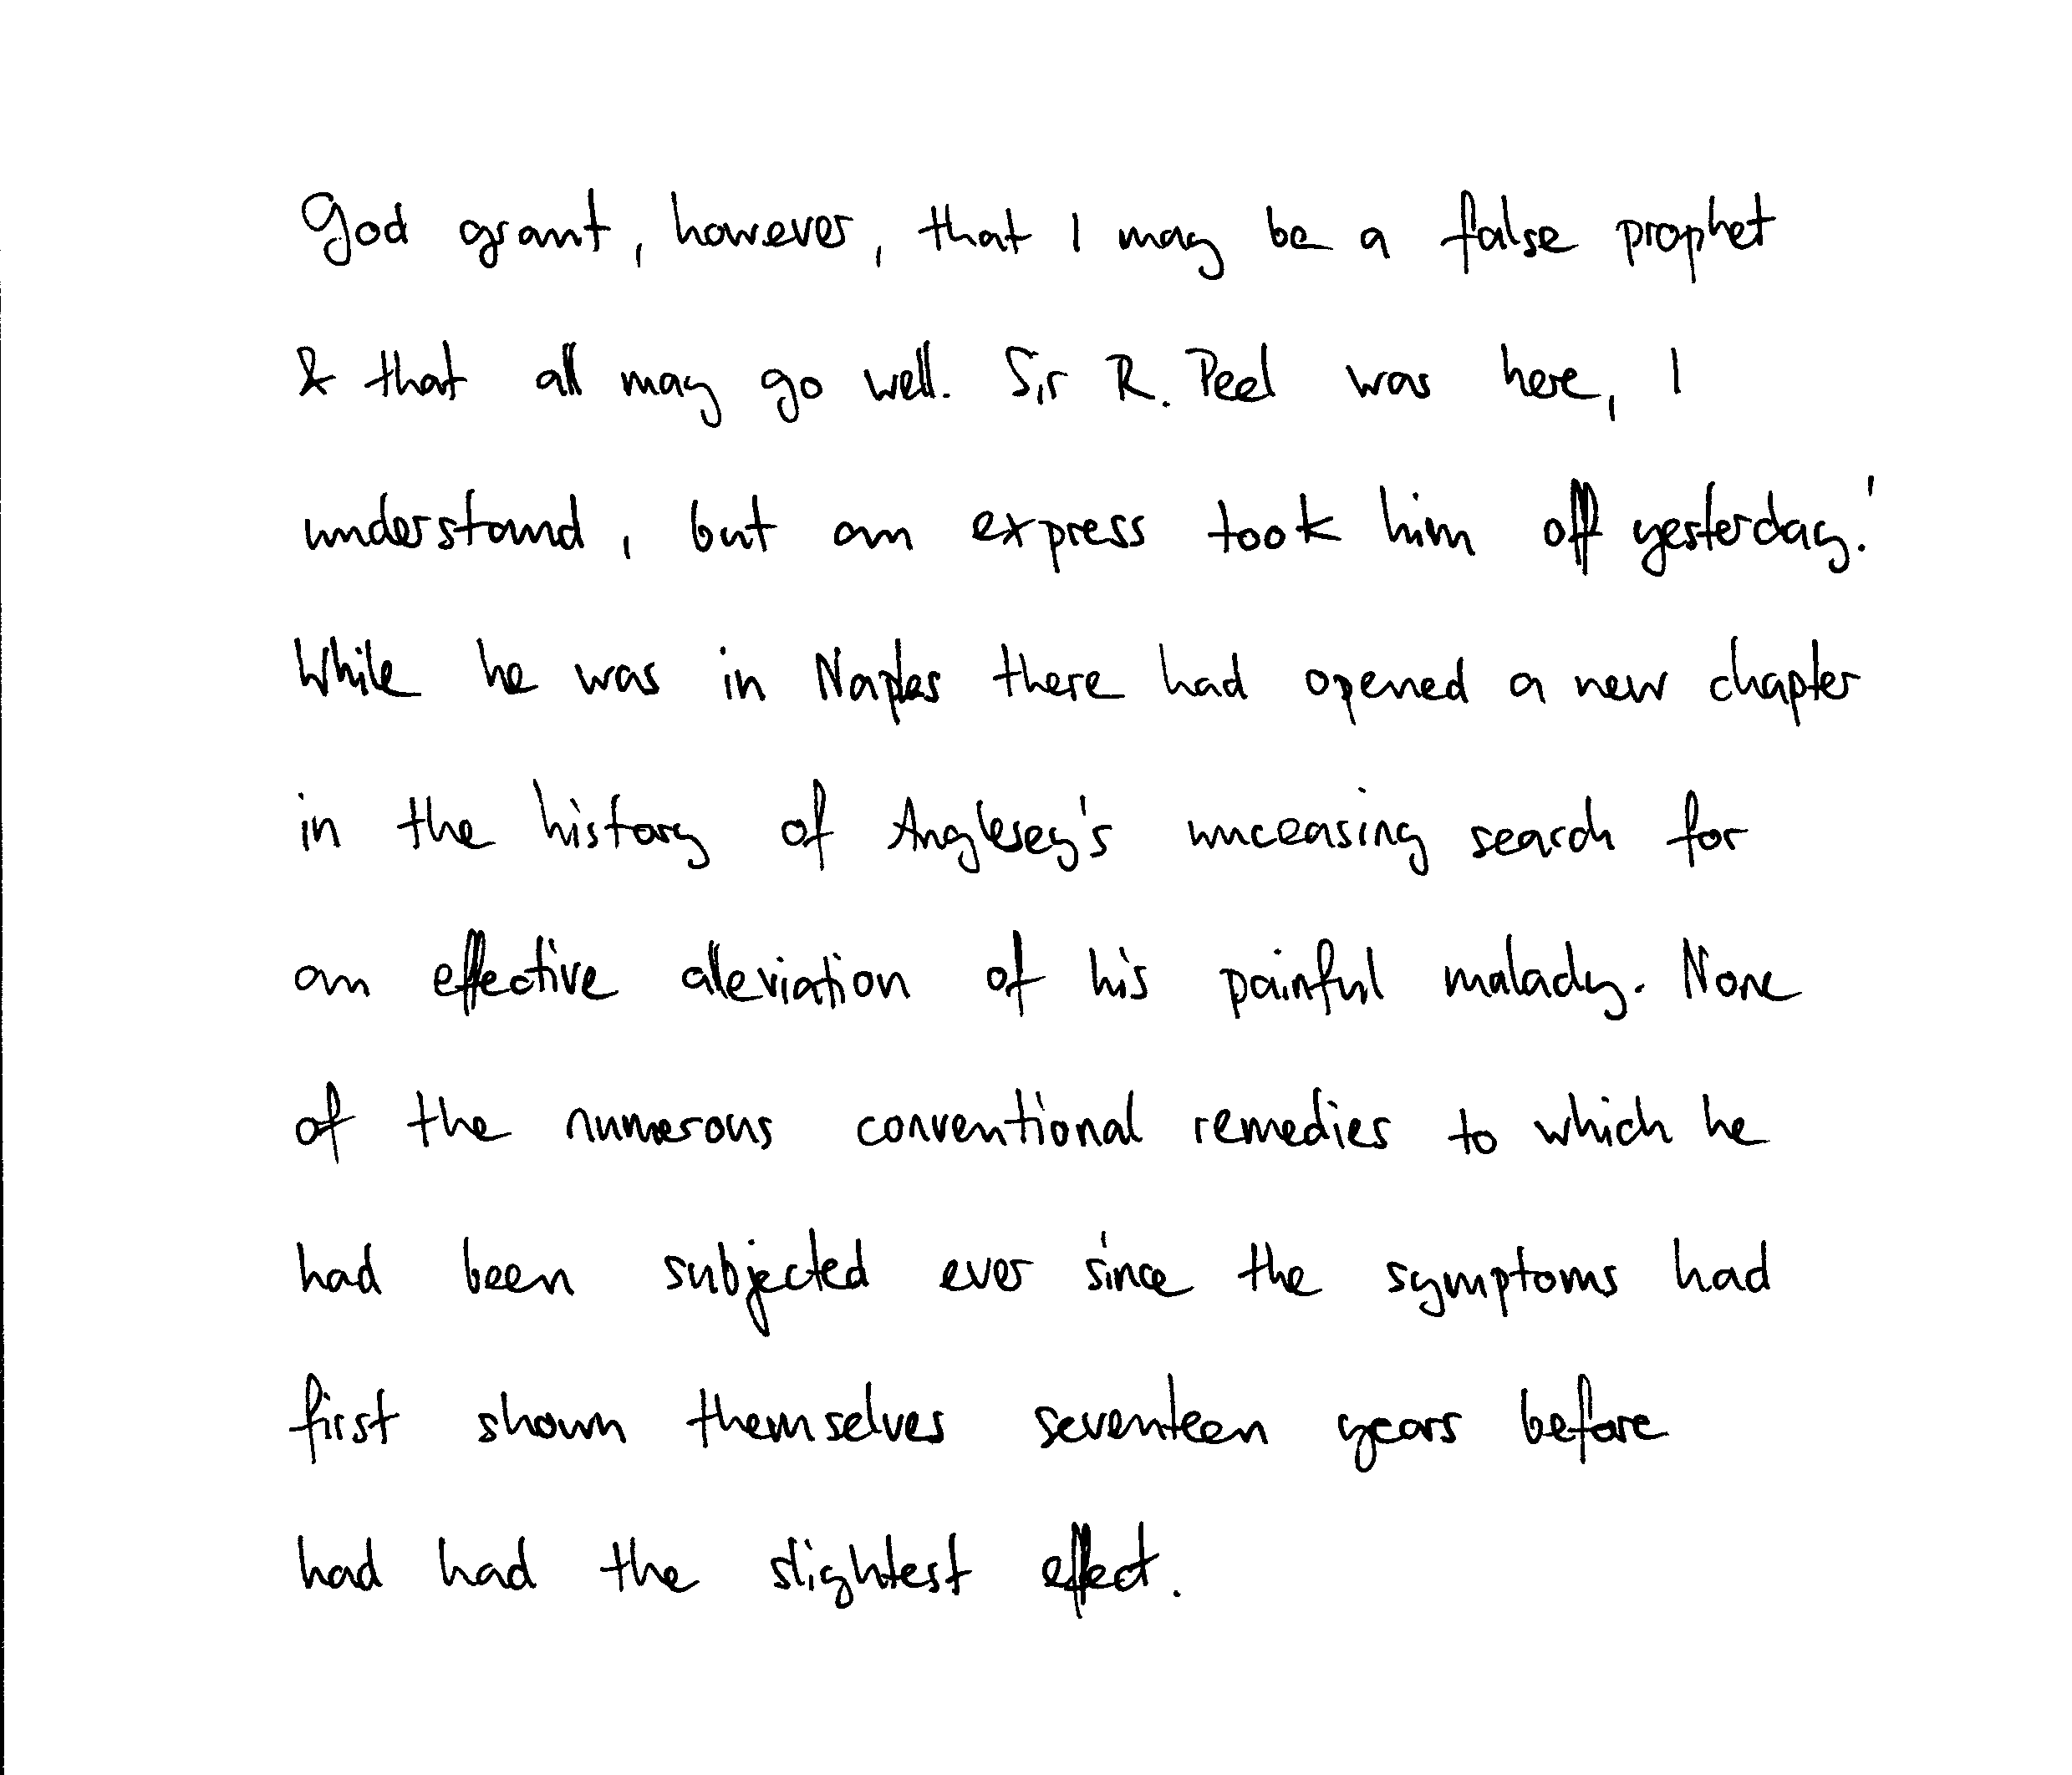 God grant, however, that I may be a false prophet
& that all may go well. Sir R. Peel was here, I
understand, but an express took him off yesterday.'
While he was in Naples there had opened a new chapter
in the history of Anglesey's unceasing search for
an effective aleviation of his painful malady. None
of the numerous conventional remedies to which he
had been subjected ever since the symptoms had
first shown themselves seventeen years before
had had the slightest effect.